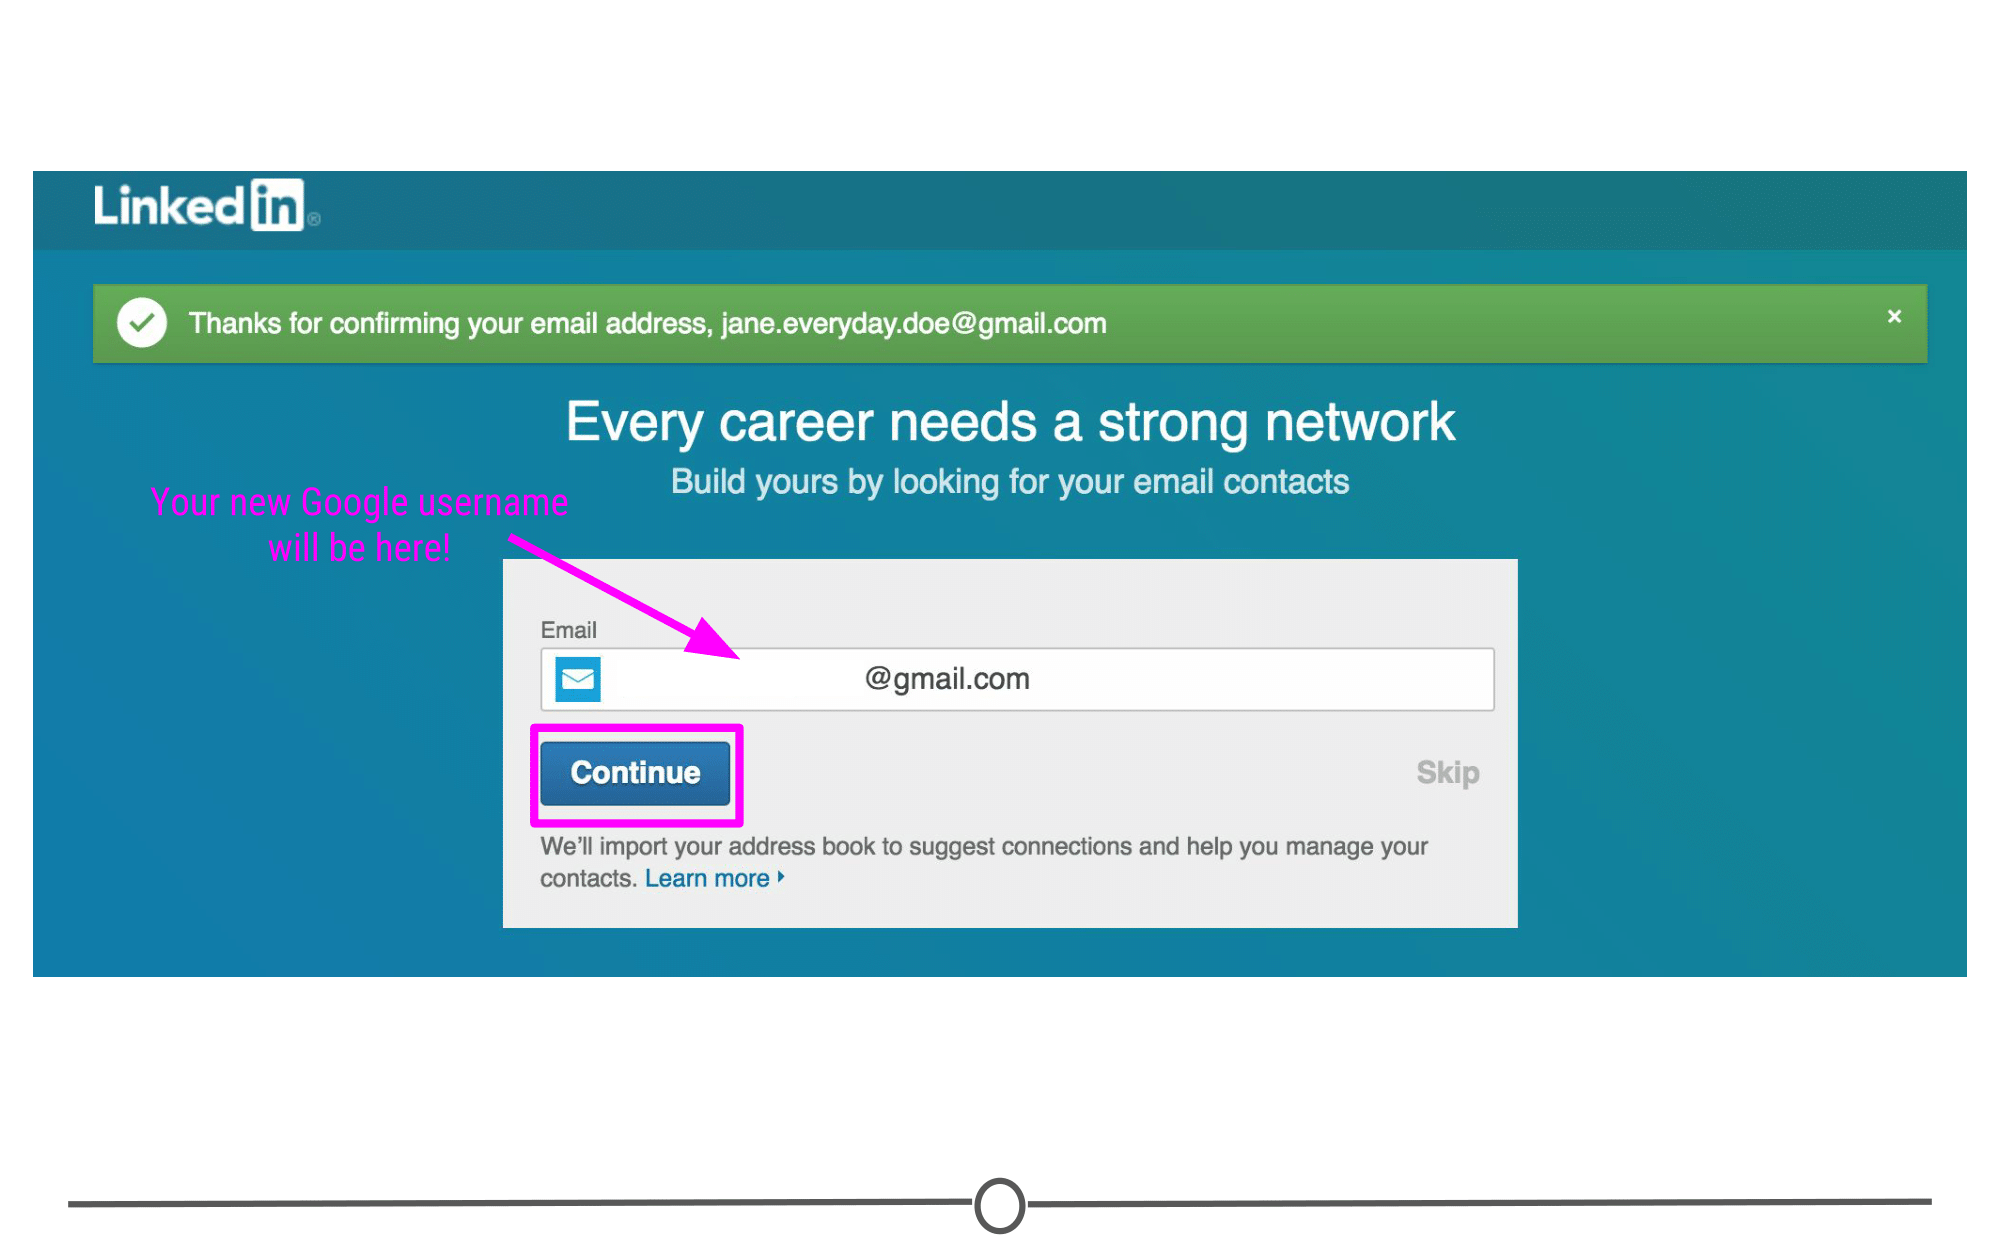 Linked in ®
Thanks for confirming your email address, jane.everyday.doe@gmail.com ×
Every career needs a strong network
Build yours by looking for your email contacts
Your new Google username
will be here!
Email
@gmail.com
Continue
Skip
We'll import your address book to suggest connections and help you manage your
contacts. Learn more